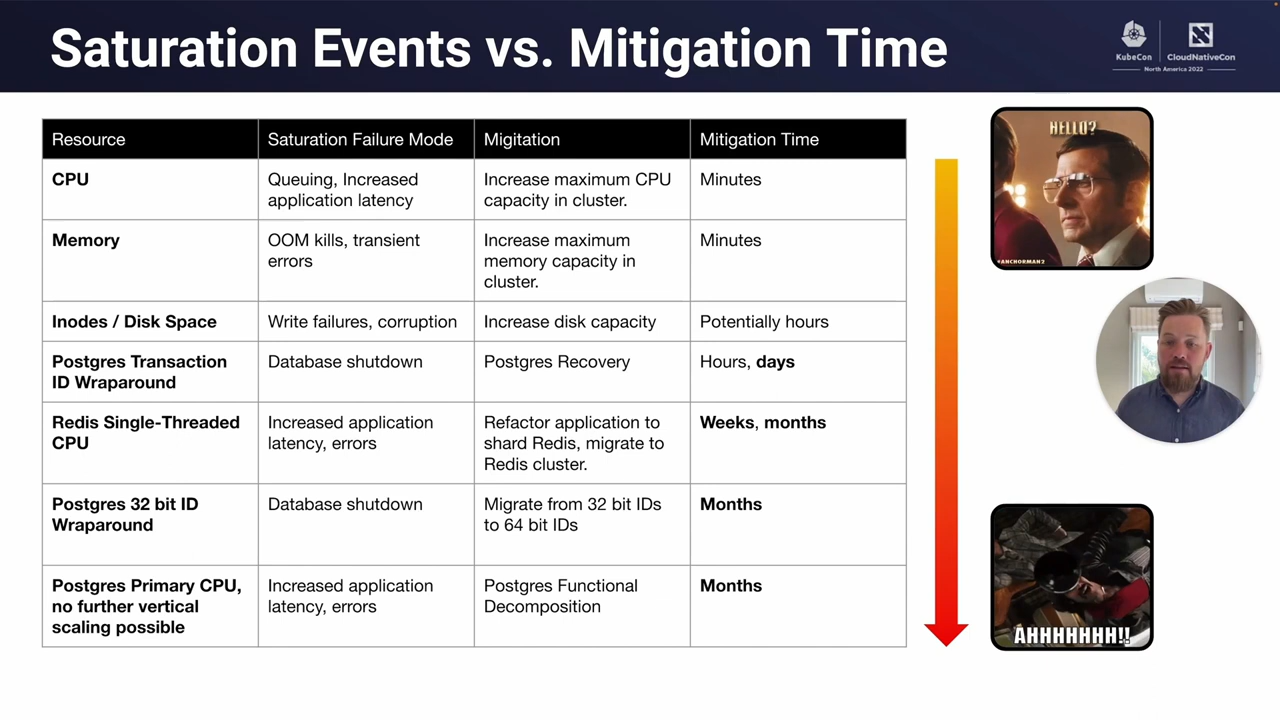 Saturation Events vs. Mitigation Time
KubeCon
CloudNativeCon
North America 2022
Resource
Saturation Failure Mode
Migitation
Mitigation Time
CPU
Queuing, Increased
application latency
Increase maximum CPU
capacity in cluster.
Minutes
Memory
OOM kills, transient
errors
Increase maximum
memory capacity in
cluster.
Minutes
Inodes / Disk Space
Write failures, corruption
Increase disk capacity
Potentially hours
Postgres Transaction
ID Wraparound
Database shutdown
Postgres Recovery
Hours, days
Redis Single-Threaded
CPU
Increased application
latency, errors
Refactor application to
shard Redis, migrate to
Redis cluster.
Weeks, months
Postgres 32 bit ID
Wraparound
Database shutdown
Migrate from 32 bit IDs
to 64 bit IDs
Months
Postgres Primary CPU,
no further vertical
scaling possible
Increased application
latency, errors
Postgres Functional
Decomposition
Months
HELLO?
#ANCHORMAN2
AHHHHHHH!!